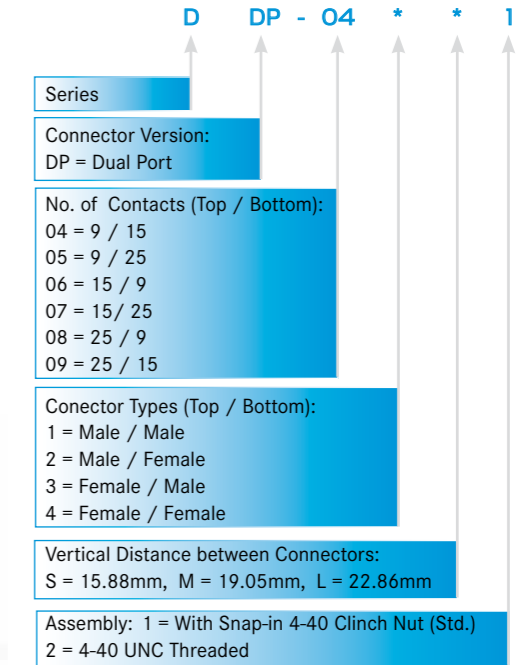 D DP - 04 * * 1
Series
Connector Version:
DP = Dual Port
No. of Contacts (Top / Bottom):
04 = 9 / 15
05 = 9 / 25
06 = 15 / 9
07 = 15/ 25
08 = 25 / 9
09 = 25 / 15
Conector Types (Top / Bottom):
1 = Male / Male
2 = Male / Female
3 = Female / Male
4 = Female / Female
Vertical Distance between Connectors:
S = 15.88mm, M = 19.05mm, L = 22.86mm
Assembly: 1 = With Snap-in 4-40 Clinch Nut (Std.)
2 = 4-40 UNC Threaded